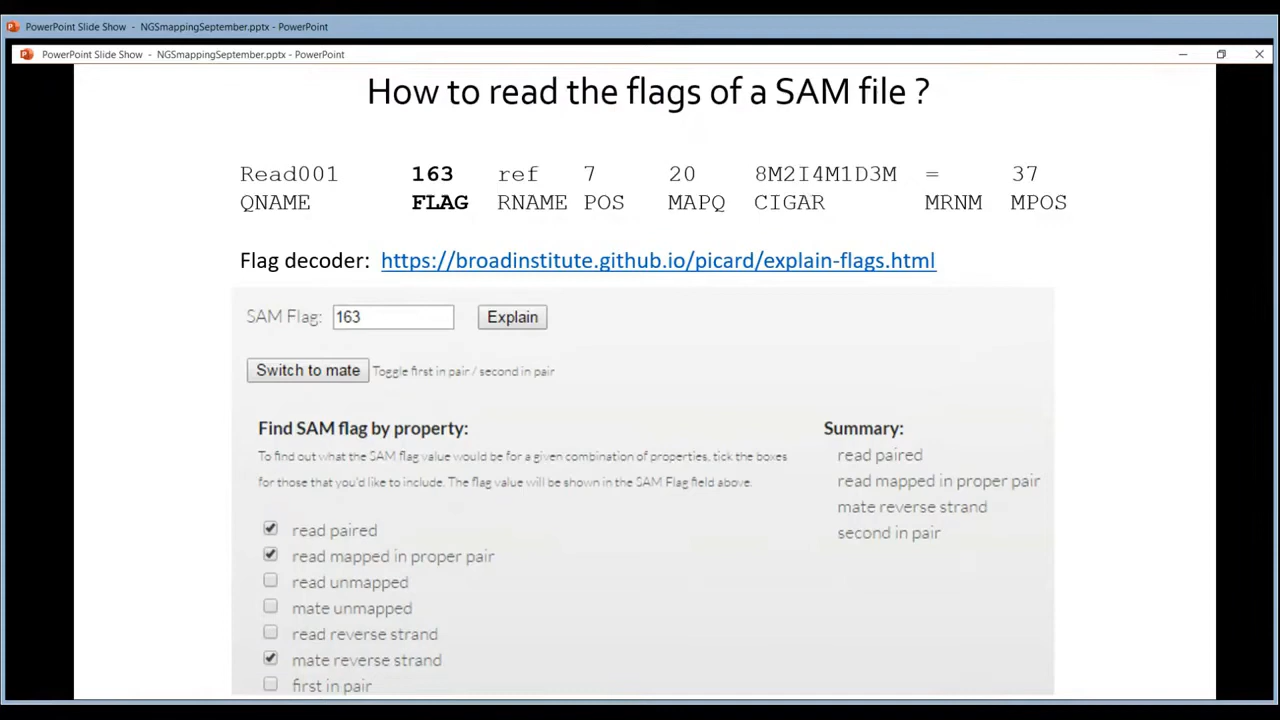 PowerPoint Slide Show - NGSmappingSeptember.pptx - PowerPoint
PowerPoint Slide Show - NGSmappingSeptember.pptx - PowerPoint
How to read the flags of a SAM file ?
Read001 163 ref 7 20 8M2I4M1D3M = 37
QNAME FLAG RNAME POS MAPQ CIGAR MRNM MPOS
Flag decoder: https://broadinstitute.github.io/picard/explain-flags.html
SAM Flag: 163 Explain
Switch to mate Toggle first in pair / second in pair
Find SAM flag by property:
To find out what the SAM flag value would be for a given combination of properties, tick the boxes
for those that you'd like to include. The flag value will be shown in the SAM Flag field above.
read paired
read mapped in proper pair
read unmapped
mate unmapped
read reverse strand
mate reverse strand
first in pair
Summary:
read paired
read mapped in proper pair
mate reverse strand
second in pair